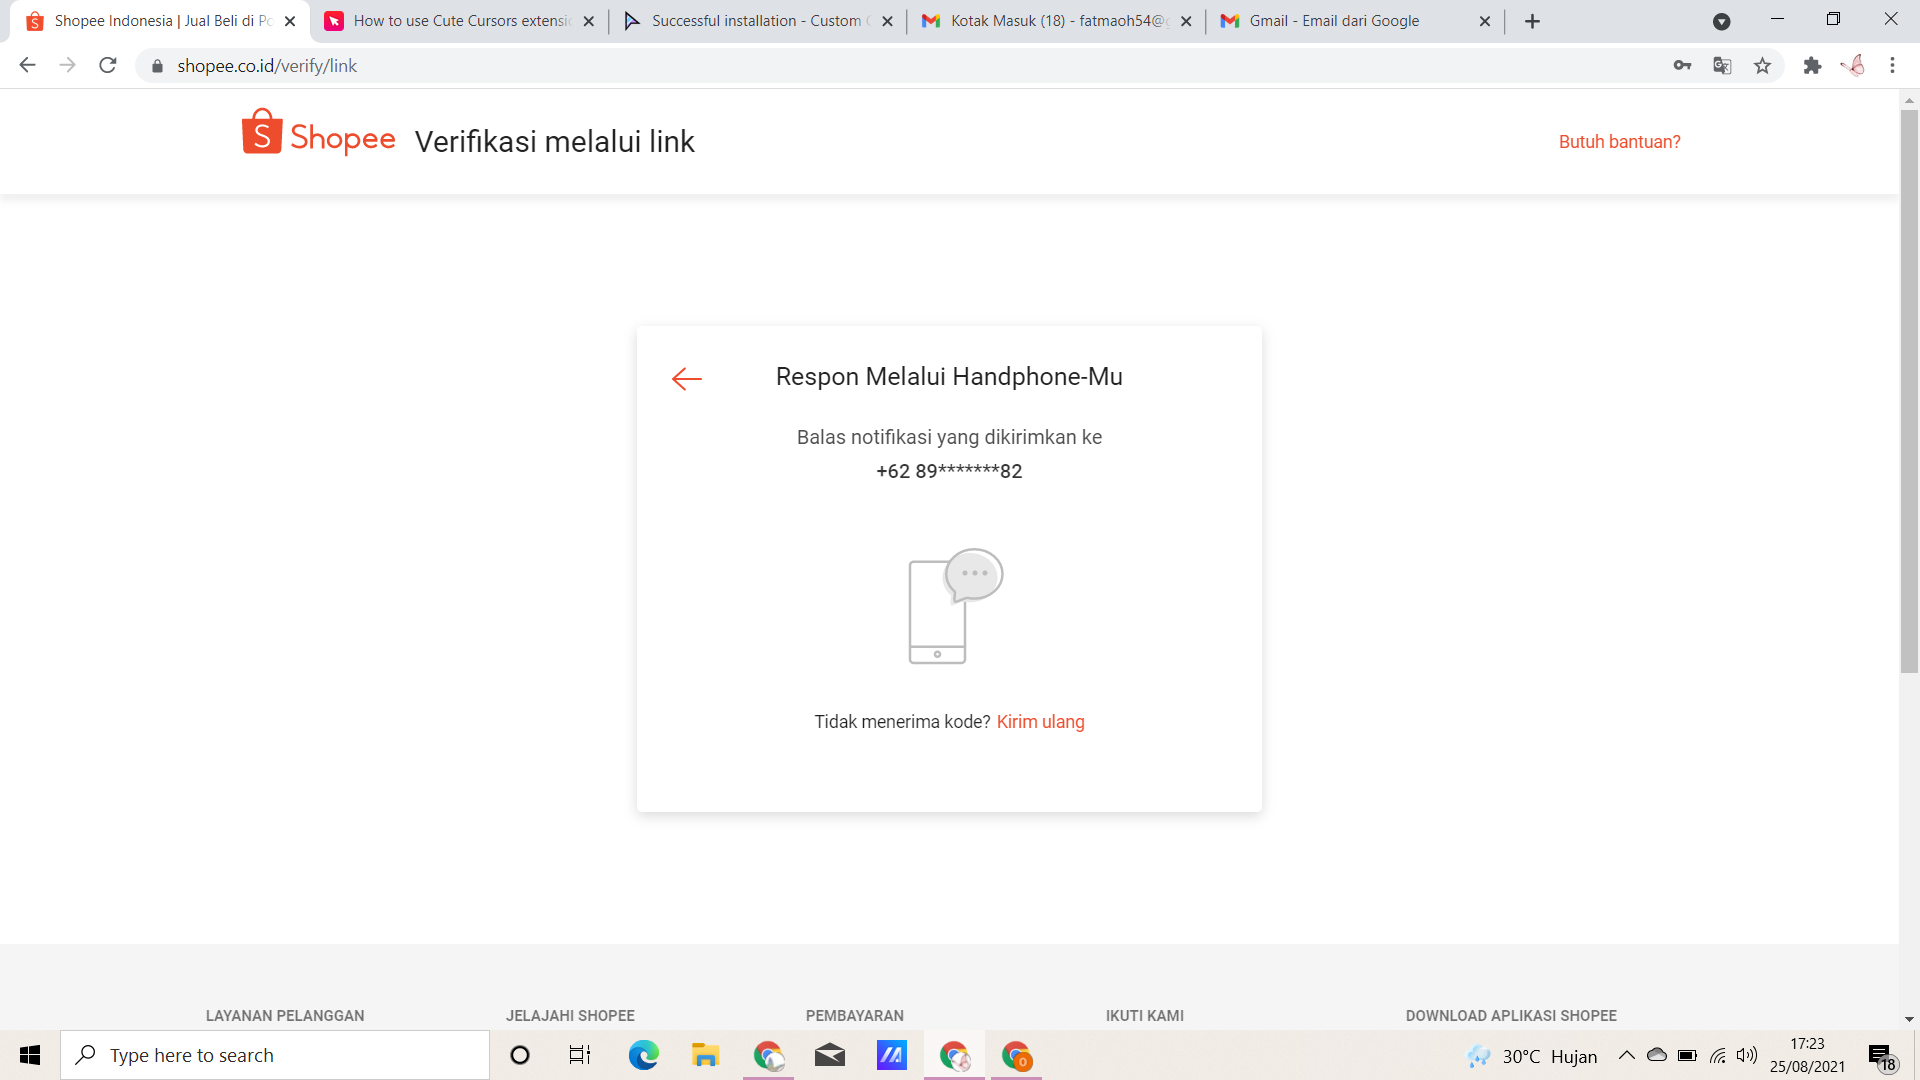 Shopee Indonesia | Jual Beli di Po
How to use Cute Cursors extensi
Successful installation - Custom
Kotak Masuk (18) - fatmaoh54@
Gmail - Email dari Google
shopee.co.id/verify/link
Shopee
Verifikasi melalui link
Butuh bantuan?
Respon Melalui Handphone-Mu
Balas notifikasi yang dikirimkan ke
+62 89*******82
Tidak menerima kode? Kirim ulang
LAYANAN PELANGGAN
JELAJAHI SHOPEE
PEMBAYARAN
IKUTI KAMI
DOWNLOAD APLIKASI SHOPEE
Type here to search
30°C Hujan
17:23
25/08/2021
18